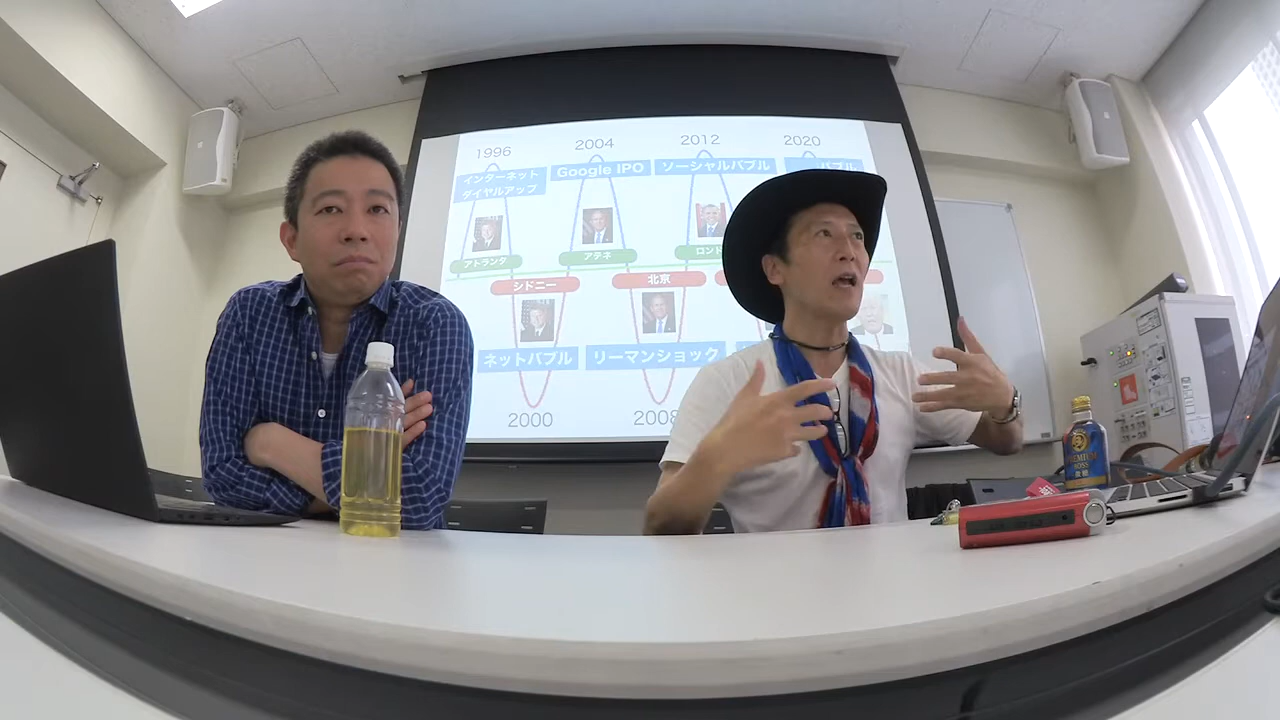 1996
2004
2012
2020
インターネット
ダイヤルアップ
Google IPO
ソーシャルバブル
バブル
アトランタ
アテネ
ロンド
シドニー
北京
ネットバブル
リーマンショック
2000
2008
PREMIUM
BOSS